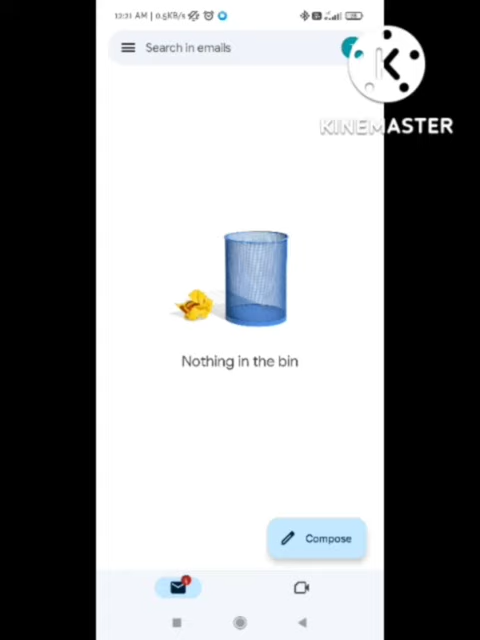 12:31 AM | 0.5KB/s
Search in emails
KINEMASTER
Nothing in the bin
Compose